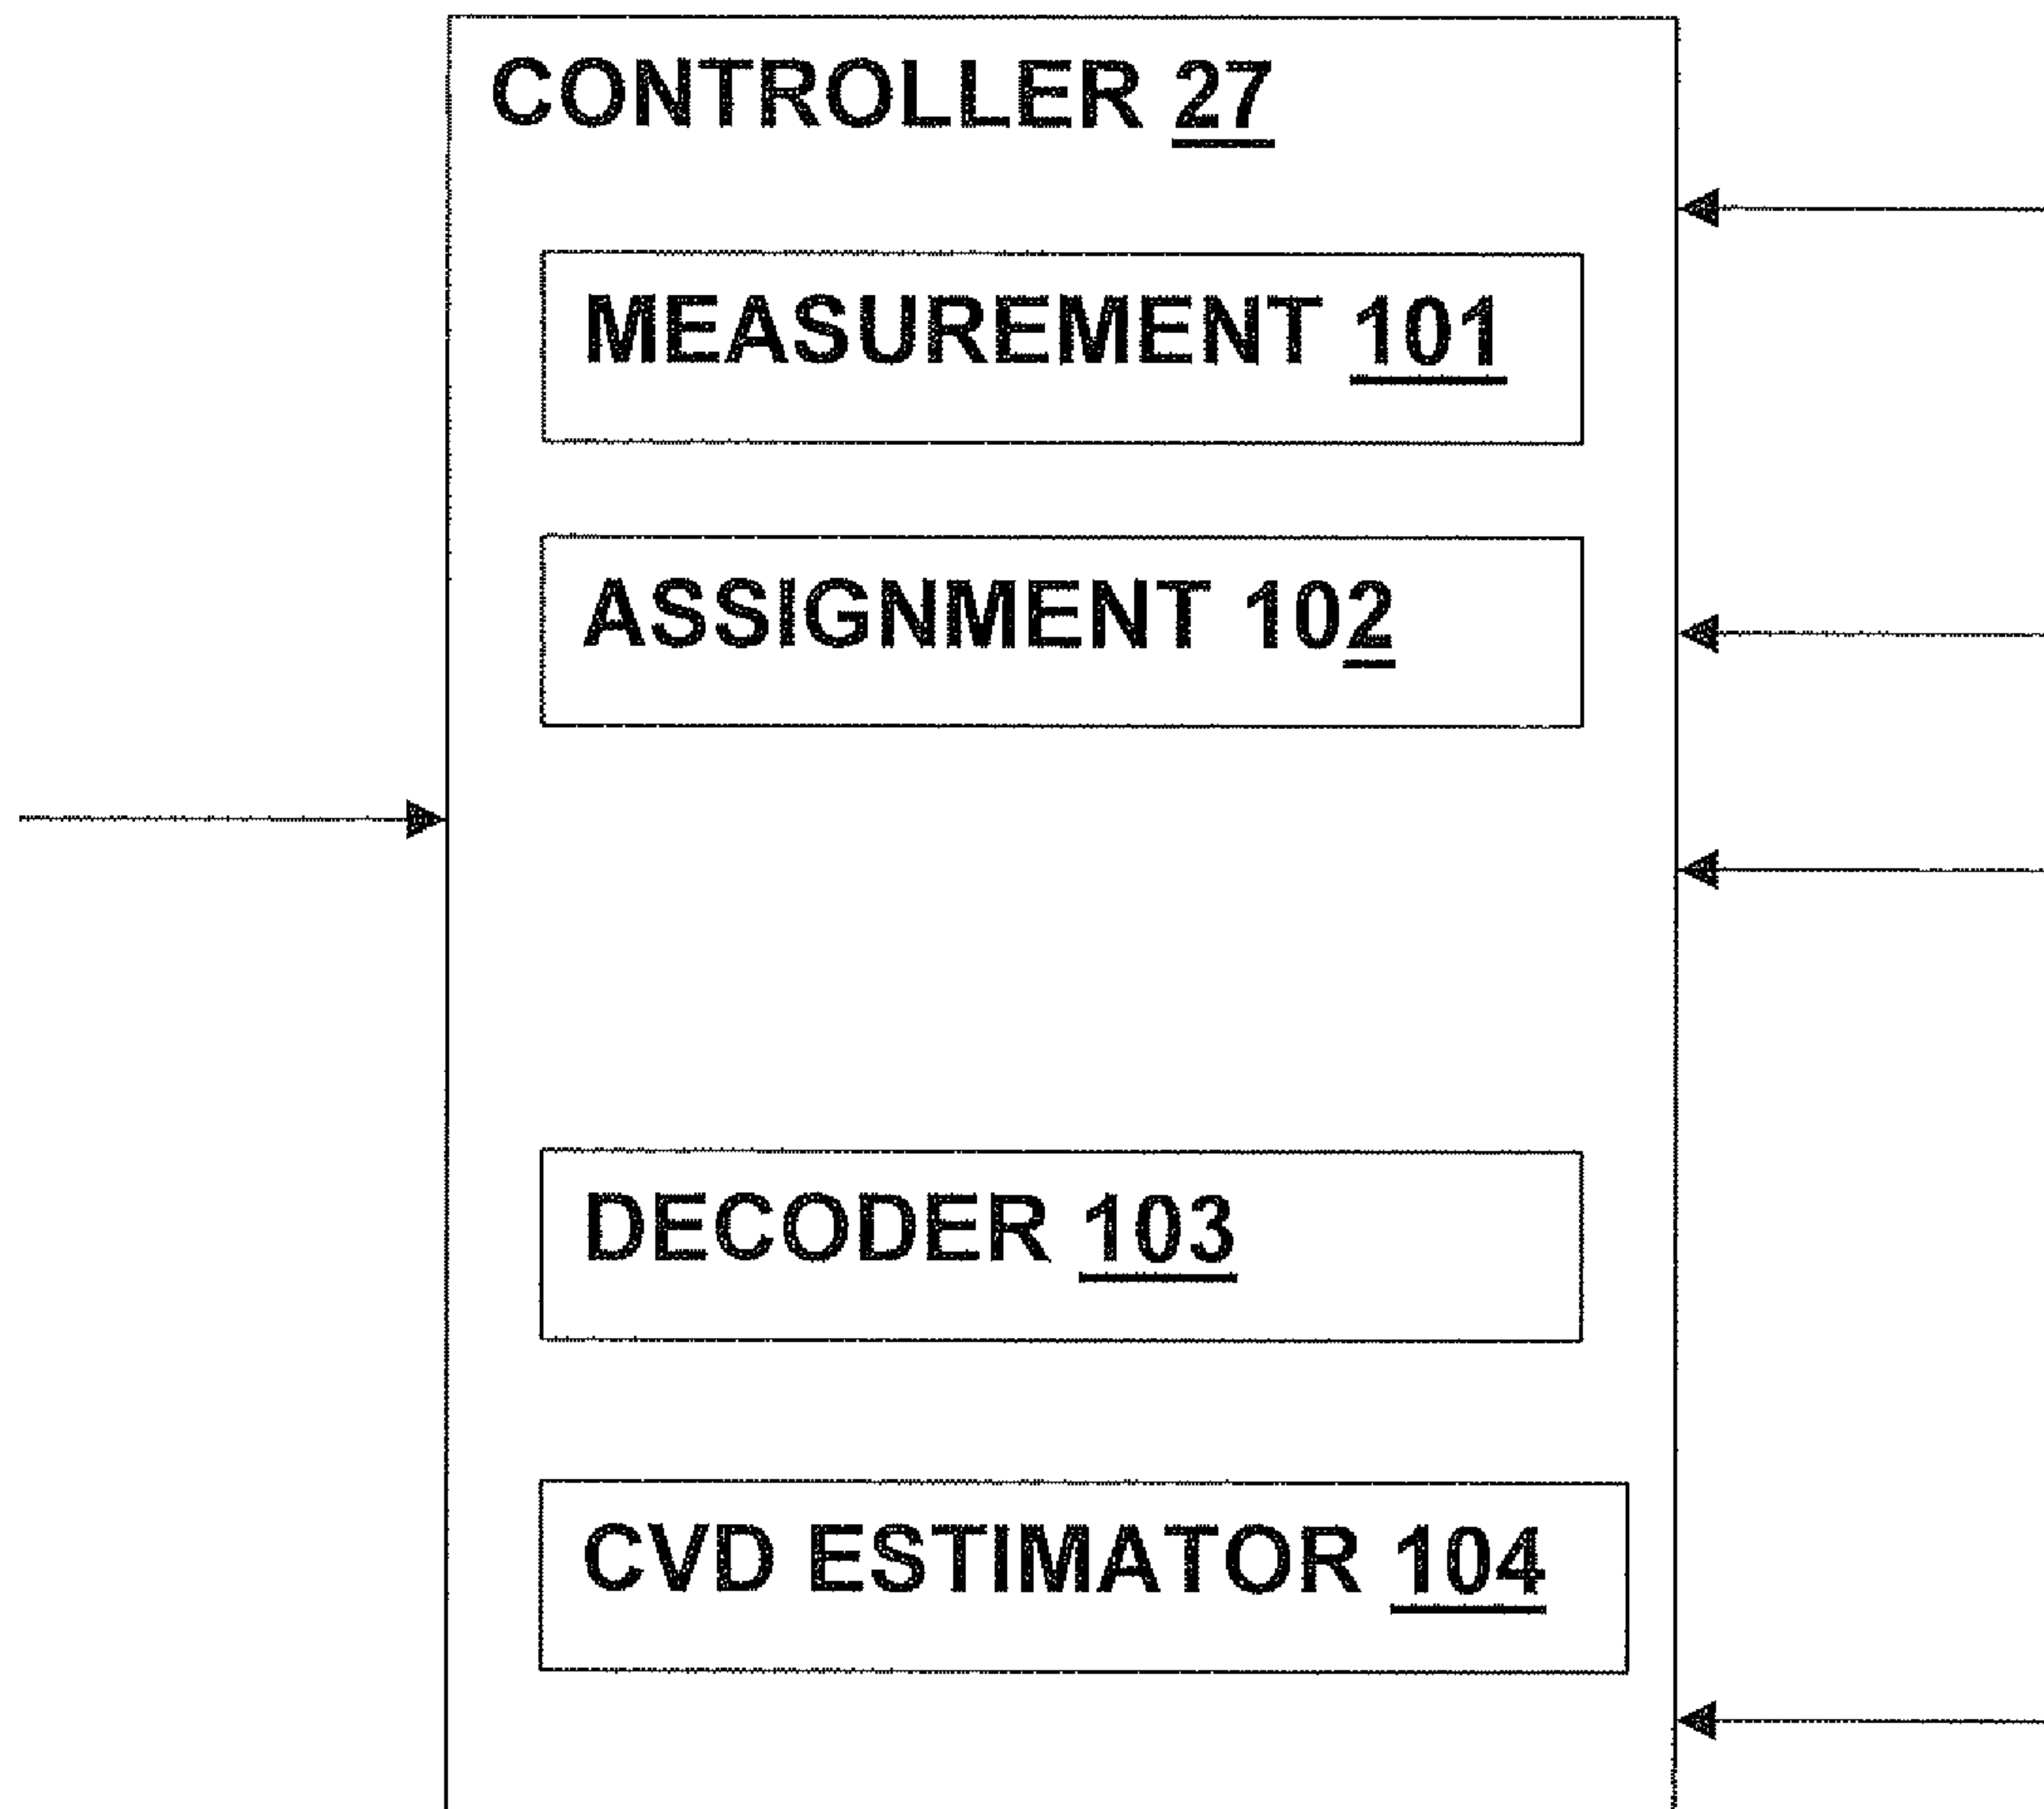 CONTROLLER 27
MEASUREMENT 101
ASSIGNMENT 102
DECODER 103
CVD ESTIMATOR 104